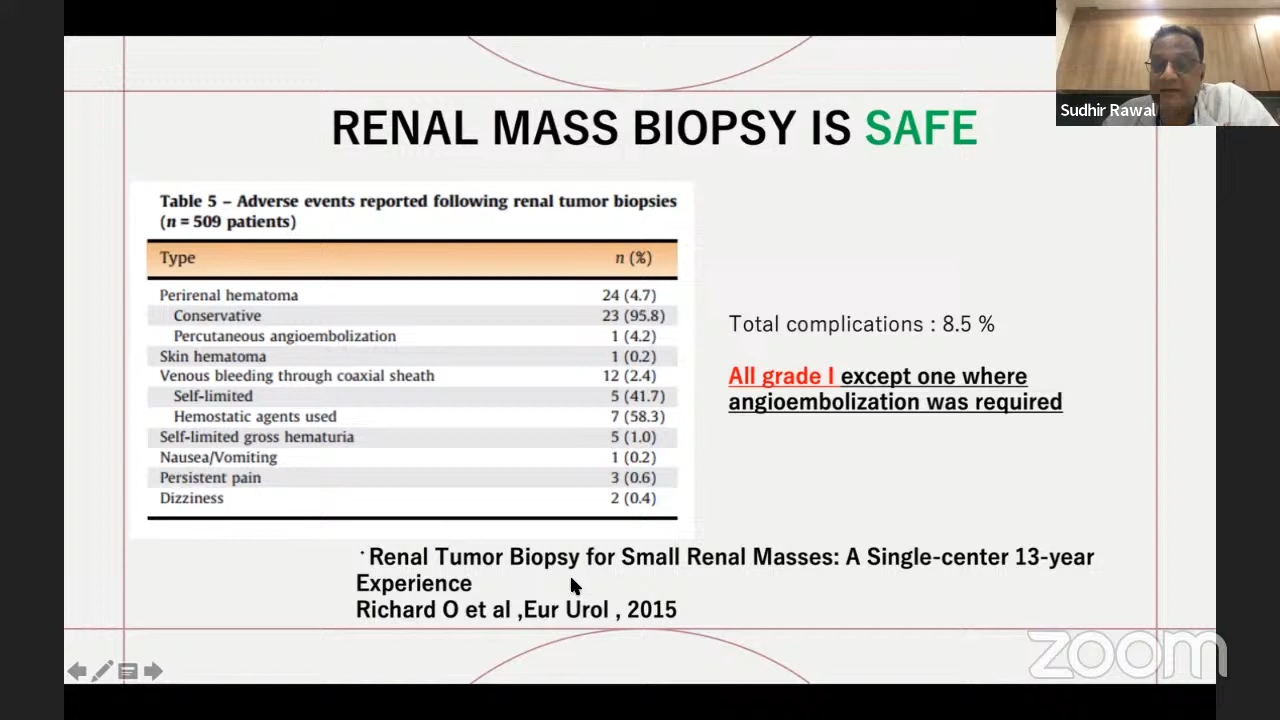 RENAL MASS BIOPSY IS SAFE
Sudhir Rawal
Table 5 – Adverse events reported following renal tumor biopsies
(n = 509 patients)
Type n (%)
Perirenal hematoma 24 (4.7)
Conservative 23 (95.8)
Percutaneous angioembolization 1 (4.2)
Skin hematoma 1 (0.2)
Venous bleeding through coaxial sheath 12 (2.4)
Self-limited 5 (41.7)
Hemostatic agents used 7 (58.3)
Self-limited gross hematuria 5 (1.0)
Nausea/Vomiting 1 (0.2)
Persistent pain 3 (0.6)
Dizziness 2 (0.4)
Total complications : 8.5 %
All grade I except one where
angioembolization was required
· Renal Tumor Biopsy for Small Renal Masses: A Single-center 13-year
Experience
Richard O et al ,Eur Urol , 2015
zoom